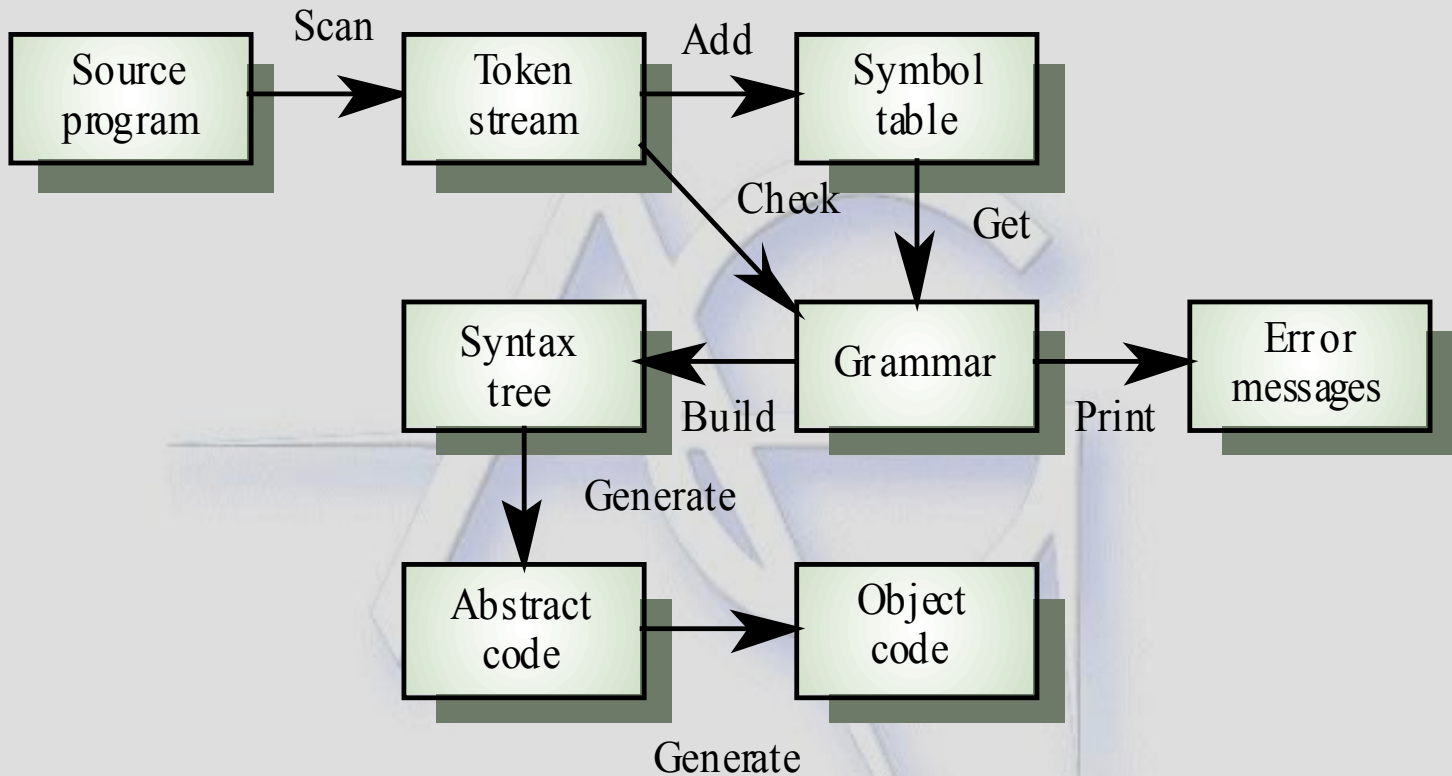 Scan
Add
Source
program
Token
stream
Symbol
table
Check
Get
Syntax
tree
Grammar
Error
messages
Build
Print
Generate
Abstract
code
Object
code
Generate